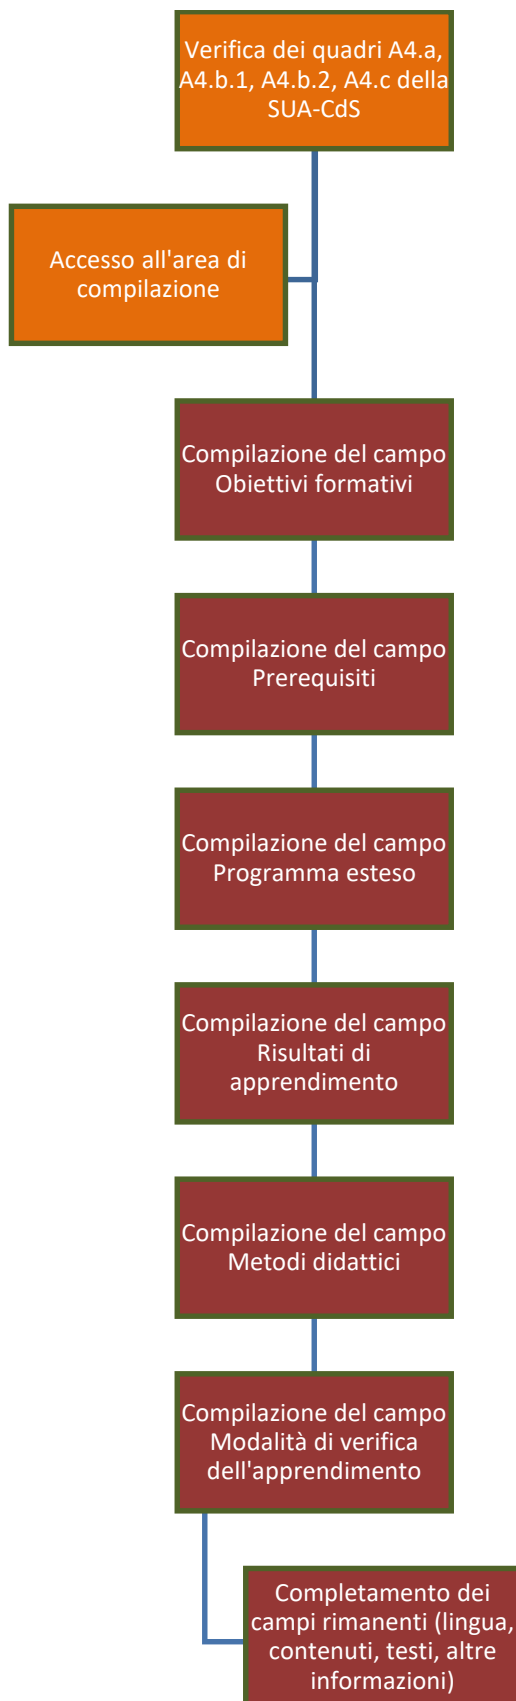 Verifica dei quadri A4.a,
A4.b.1, A4.b.2, A4.c della
SUA-CdS
Accesso all'area di
compilazione
Compilazione del campo
Obiettivi formativi
Compilazione del campo
Prerequisiti
Compilazione del campo
Programma esteso
Compilazione del campo
Risultati di
apprendimento
Compilazione del campo
Metodi didattici
Compilazione del campo
Modalità di verifica
dell'apprendimento
Completamento dei
campi rimanenti (lingua,
contenuti, testi, altre
informazioni)